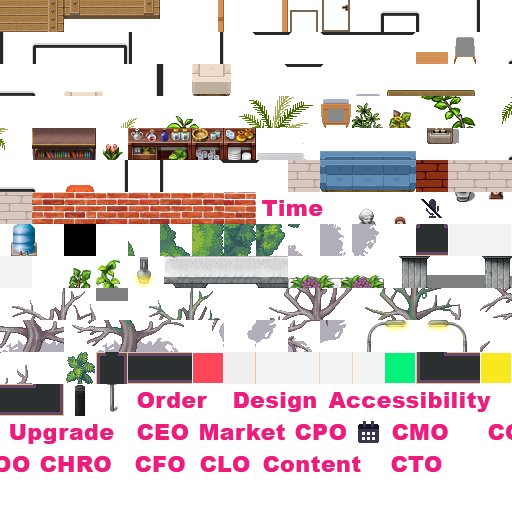 Time
Order Design Accessibility
Upgrade CEO Market CPO CMO
CHRO CFO CLO Content CTO